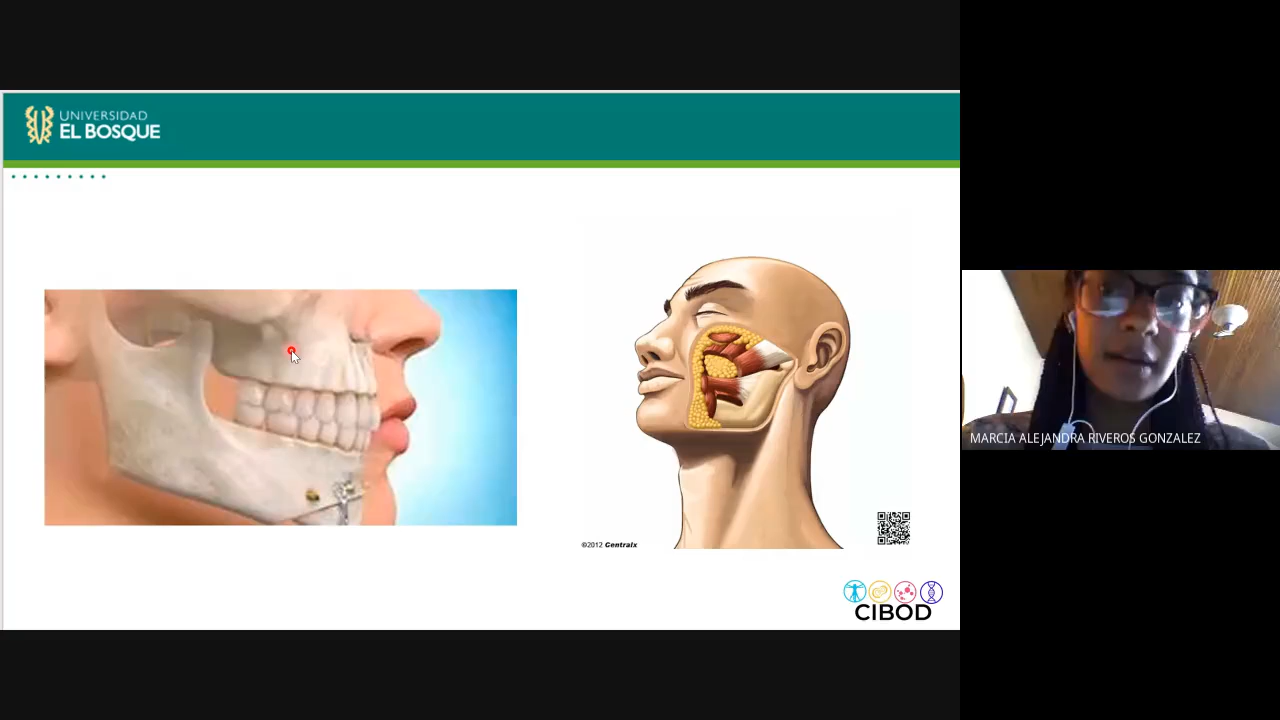 UNIVERSIDAD
EL BOSQUE
©2012 Centralx
CIBOD
MARCIA ALEJANDRA RIVEROS GONZALEZ